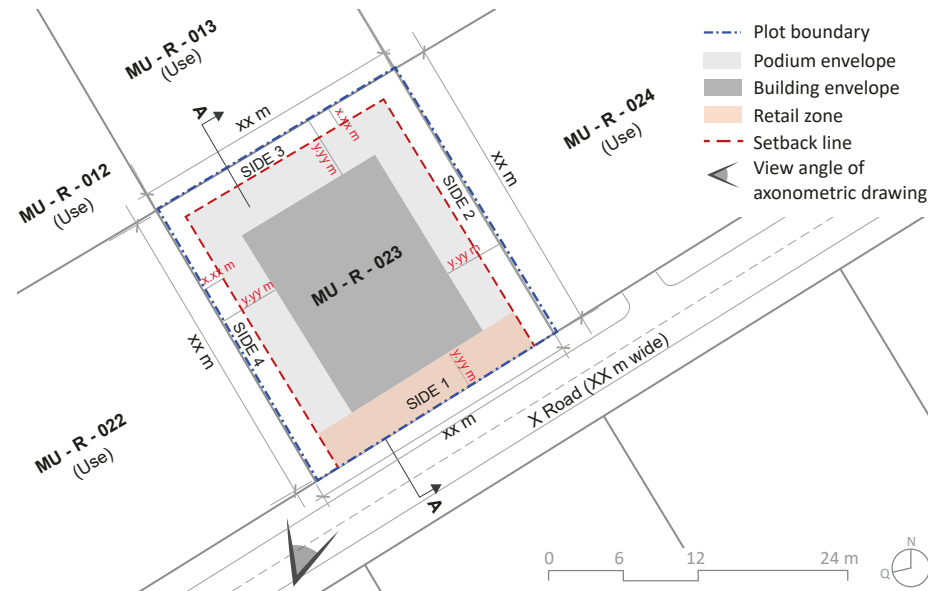 MU - R - 013
(Use)
Plot boundary
Podium envelope
Building envelope
Retail zone
Setback line
View angle of
axonometric drawing
MU - R - 024
(Use)
MU - R - 012
(Use)
A
xx m
SIDE 3
x.xx m
y.yy m
xx m
SIDE 2
MU - R - 023
x.xx m
y.yy m
y.yy m
xx m
SIDE 4
y.yy m
SIDE 1
xx m
X Road (XX m wide)
MU - R - 022
(Use)
A
0 6 12 24 m
N
Q